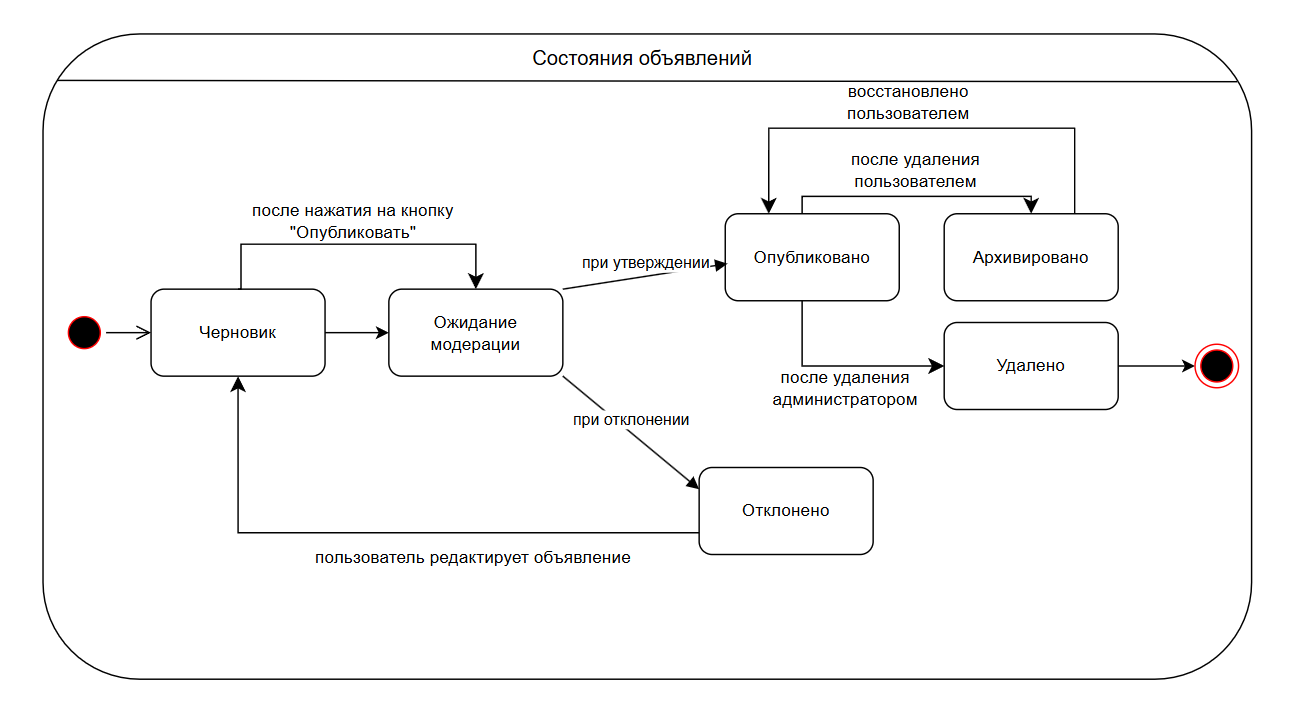 Состояния объявлений
восстановлено
пользователем
после удаления
пользователем
после нажатия на кнопку
"Опубликовать"
при утверждении
Опубликовано
Архивировано
Черновик
Ожидание
модерации
Удалено
после удаления
администратором
при отклонении
Отклонено
пользователь редактирует объявление